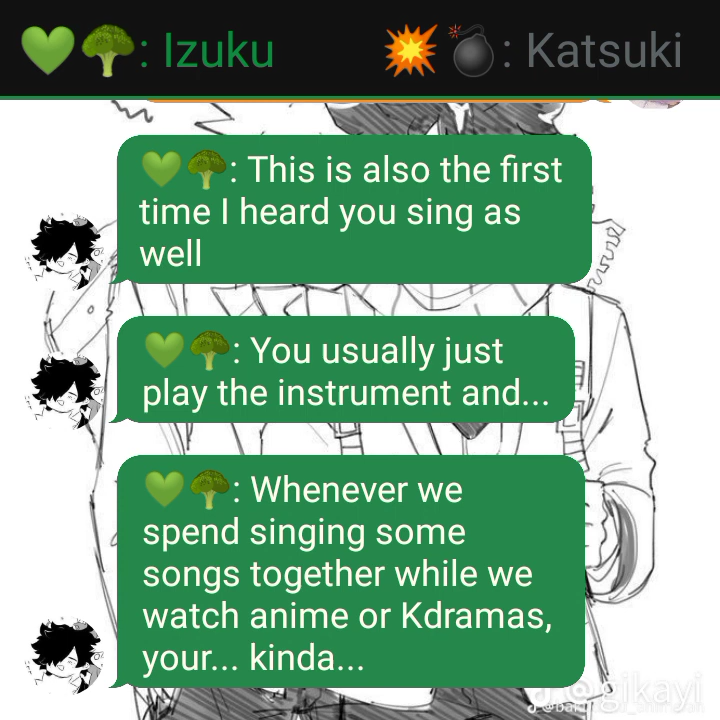 💚🥦: Izuku
💥💣: Katsuki
💚🥦: This is also the first
time I heard you sing as
well
💚🥦: You usually just
play the instrument and...
💚🥦: Whenever we
spend singing some
songs together while we
watch anime or Kdramas,
your... kinda...
gikayi